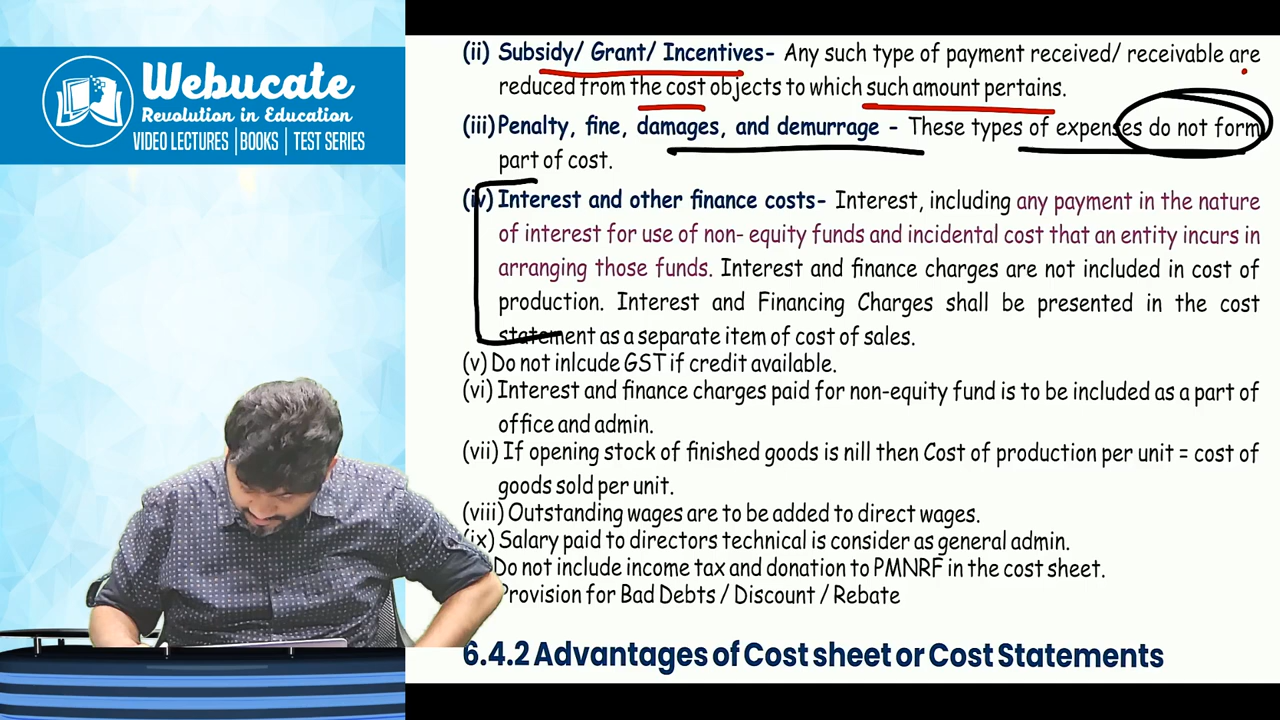 Webucate
Revolution in Education
VIDEO LECTURES | BOOKS | TEST SERIES
(ii) Subsidy/ Grant/ Incentives- Any such type of payment received/ receivable are
reduced from the cost objects to which such amount pertains.
(iii) Penalty, fine, damages, and demurrage - These types of expenses do not form
part of cost.
(iv) Interest and other finance costs- Interest, including any payment in the nature
of interest for use of non- equity funds and incidental cost that an entity incurs in
arranging those funds. Interest and finance charges are not included in cost of
production. Interest and Financing Charges shall be presented in the cost
statement as a separate item of cost of sales.
(v) Do not inlcude GST if credit available.
(vi) Interest and finance charges paid for non-equity fund is to be included as a part of
office and admin.
(vii) If opening stock of finished goods is nill then Cost of production per unit = cost of
goods sold per unit.
(viii) Outstanding wages are to be added to direct wages.
(ix) Salary paid to directors technical is consider as general admin.
Do not include income tax and donation to PMNRF in the cost sheet.
Provision for Bad Debts / Discount / Rebate
6.4.2 Advantages of Cost sheet or Cost Statements